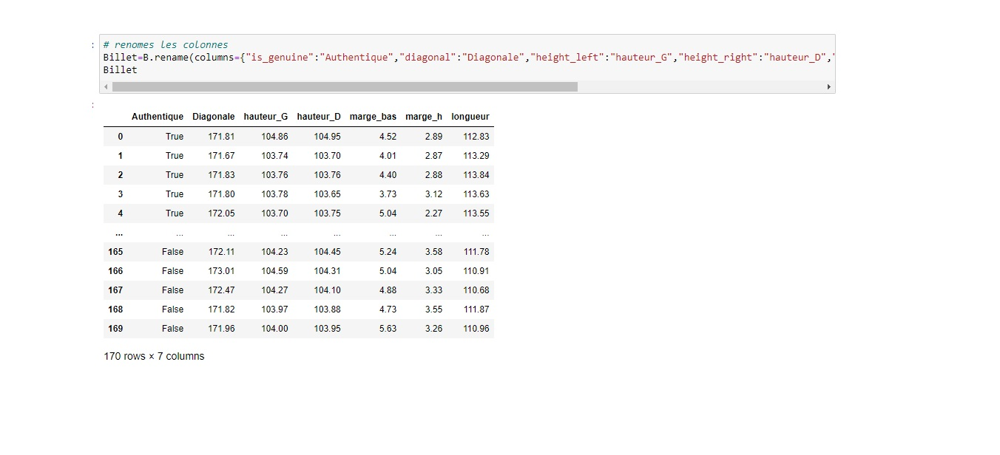 :
# renomes les colonnes
Billet=B.rename(columns={"is_genuine":"Authentique","diagonal":"Diagonale","height_left":"hauteur_G","height_right":"hauteur_D","
Billet
:
Authentique Diagonale hauteur_G hauteur_D marge_bas marge_h longueur
0 True 171.81 104.86 104.95 4.52 2.89 112.83
1 True 171.67 103.74 103.70 4.01 2.87 113.29
2 True 171.83 103.76 103.76 4.40 2.88 113.84
3 True 171.80 103.78 103.65 3.73 3.12 113.63
4 True 172.05 103.70 103.75 5.04 2.27 113.55
... ... ... ... ... ... ... ...
165 False 172.11 104.23 104.45 5.24 3.58 111.78
166 False 173.01 104.59 104.31 5.04 3.05 110.91
167 False 172.47 104.27 104.10 4.88 3.33 110.68
168 False 171.82 103.97 103.88 4.73 3.55 111.87
169 False 171.96 104.00 103.95 5.63 3.26 110.96
170 rows × 7 columns